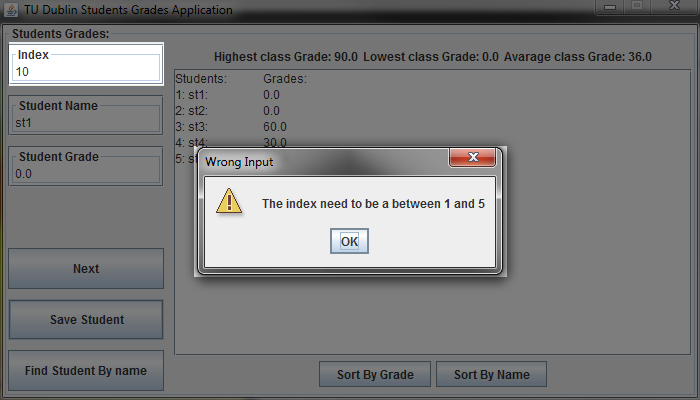 TU Dublin Students Grades Application
Students Grades:
Index
10
Highest class Grade: 90.0 Lowest class Grade: 0.0 Avarage class Grade: 36.0
Students: Grades:
1: st1: 0.0
2: st2: 0.0
3: st3: 60.0
4: st4: 30.0
5:
Student Name
st1
Student Grade
0.0
Wrong Input
The index need to be a between 1 and 5
OK
Next
Save Student
Find Student By name
Sort By Grade
Sort By Name